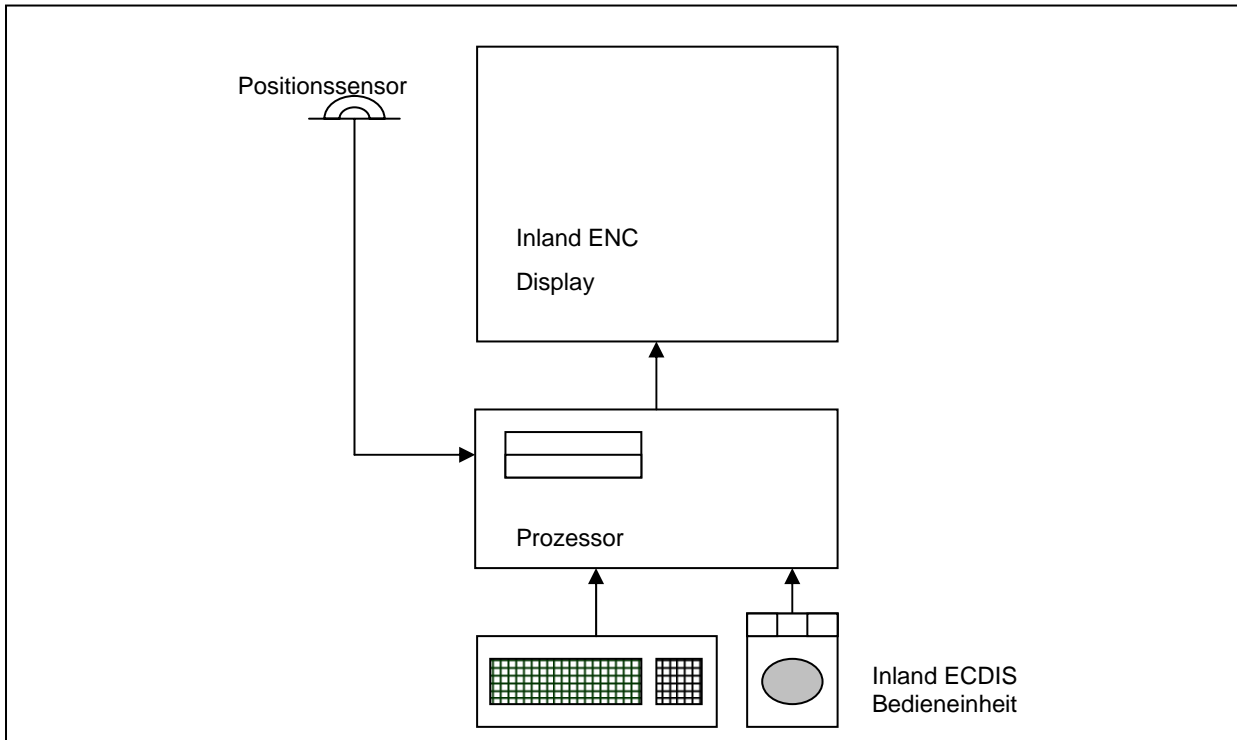 Positionssensor
Inland ENC
Display
Prozessor
Inland ECDIS
Bedieneinheit